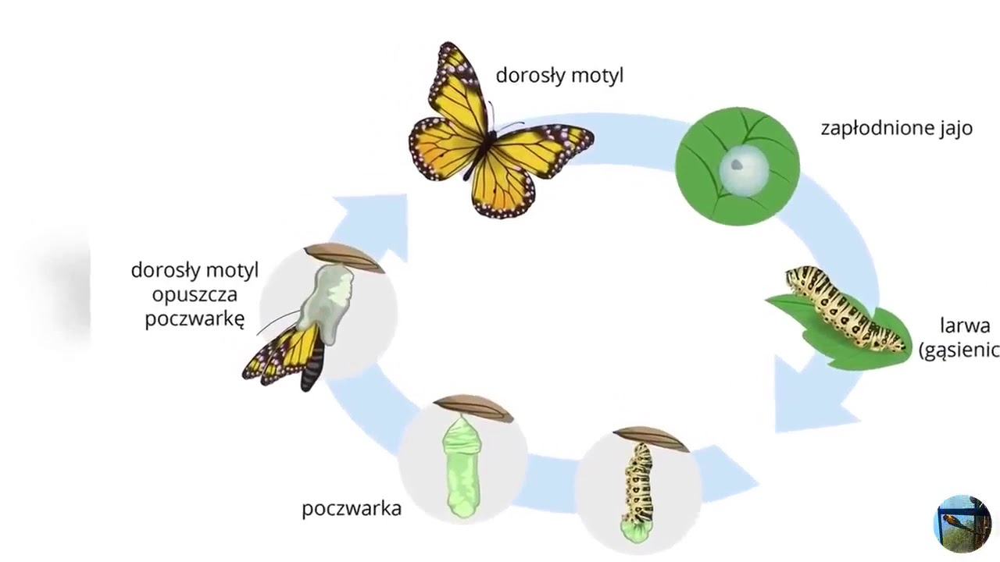 dorosły motyl
zapłodnione jajo
larwa
(gąsienic
poczwarka
dorosły motyl
opuszcza
poczwarkę